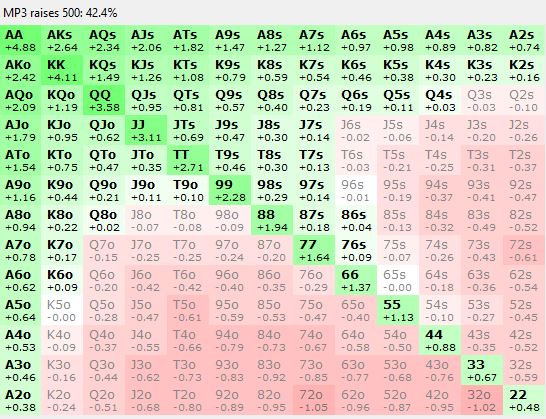 MP3 raises 500: 42.4%
AA AKs AQs AJs ATs A9s A8s A7s A6s A5s A4s A3s A2s
+4.88 +2.64 +2.34 +2.06 +1.82 +1.47 +1.27 +1.12 +0.97 +0.98 +0.89 +0.82 +0.74
AKo KK KQs KJs KTs K9s K8s K7s K6s K5s K4s K3s K2s
+2.42 +4.11 +1.49 +1.26 +1.08 +0.79 +0.59 +0.54 +0.46 +0.38 +0.30 +0.23 +0.16
AQo KQo QQ QJs QTs Q9s Q8s Q7s Q6s Q5s Q4s Q3s Q2s
+2.09 +1.19 +3.58 +0.95 +0.81 +0.57 +0.40 +0.23 +0.19 +0.11 +0.03 -0.03 -0.10
AJo KJo QJo JJ JTs J9s J8s J7s J6s J5s J4s J3s J2s
+1.79 +0.95 +0.62 +3.11 +0.69 +0.47 +0.30 +0.14 -0.02 -0.06 -0.14 -0.20 -0.26
ATo KTo QTo JTo TT T9s T8s T7s T6s T5s T4s T3s T2s
+1.54 +0.75 +0.47 +0.35 +2.71 +0.46 +0.30 +0.13 -0.03 -0.21 -0.25 -0.31 -0.37
A9o K9o Q9o J9o T9o 99 98s 97s 96s 95s 94s 93s 92s
+1.16 +0.44 +0.21 +0.11 +0.10 +2.28 +0.29 +0.14 -0.01 -0.19 -0.37 -0.41 -0.47
A8o K8o Q8o J8o T8o 98o 88 87s 86s 85s 84s 83s 82s
+0.94 +0.22 +0.02 -0.07 -0.08 -0.09 +1.94 +0.18 +0.04 -0.13 -0.32 -0.49 -0.52
A7o K7o Q7o J7o T7o 97o 87o 77 76s 75s 74s 73s 72s
+0.78 +0.17 -0.15 -0.25 -0.25 -0.24 -0.20 +1.64 +0.09 -0.07 -0.26 -0.43 -0.61
A6o K6o Q6o J6o T6o 96o 86o 76o 66 65s 64s 63s 62s
+0.62 +0.09 -0.20 -0.42 -0.42 -0.40 -0.35 -0.29 +1.37 -0.00 -0.18 -0.36 -0.54
A5o K5o Q5o J5o T5o 95o 85o 75o 65o 55 54s 53s 52s
+0.64 -0.00 -0.28 -0.47 -0.61 -0.59 -0.53 -0.47 -0.40 +1.13 -0.10 -0.27 -0.45
A4o K4o Q4o J4o T4o 94o 84o 74o 64o 54o 44 43s 42s
+0.53 -0.09 -0.37 -0.55 -0.66 -0.79 -0.73 -0.67 -0.58 -0.50 +0.88 -0.35 -0.52
A3o K3o Q3o J3o T3o 93o 83o 73o 63o 53o 43o 33 32s
+0.46 -0.16 -0.44 -0.62 -0.73 -0.83 -0.92 -0.85 -0.77 -0.68 -0.76 +0.67 -0.59
A2o K2o Q2o J2o T2o 92o 82o 72o 62o 52o 42o 32o 22
+0.38 -0.24 -0.51 -0.68 -0.80 -0.89 -0.95 -1.05 -0.96 -0.87 -0.95 -1.02 +0.48